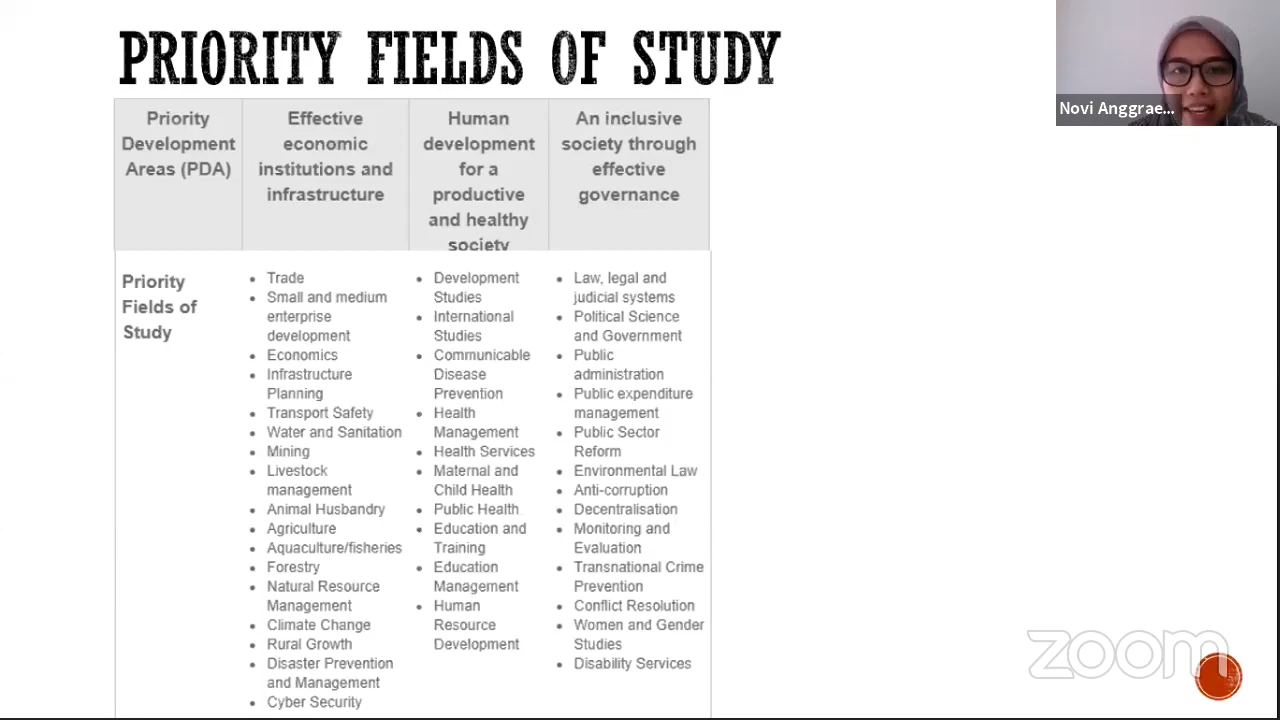 PRIORITY FIELDS OF STUDY
Novi Anggrae...
Priority
Development
Areas (PDA)
Effective
economic
institutions and
infrastructure
Human
development
for a
productive
and healthy
society
An inclusive
society through
effective
governance
Priority
Fields of
Study
• Trade
• Small and medium
enterprise
development
• Economics
• Infrastructure
Planning
• Transport Safety
• Water and Sanitation
• Mining
• Livestock
management
• Animal Husbandry
• Agriculture
• Aquaculture/fisheries
• Forestry
• Natural Resource
Management
• Climate Change
• Rural Growth
• Disaster Prevention
and Management
• Cyber Security
• Development
Studies
• International
Studies
• Communicable
Disease
Prevention
• Health
Management
• Health Services
• Maternal and
Child Health
• Public Health
• Education and
Training
• Education
Management
• Human
Resource
Development
• Law, legal and
judicial systems
• Political Science
and Government
• Public
administration
• Public expenditure
management
• Public Sector
Reform
• Environmental Law
• Anti-corruption
• Decentralisation
• Monitoring and
Evaluation
• Transnational Crime
Prevention
• Conflict Resolution
• Women and Gender
Studies
• Disability Services
zoom